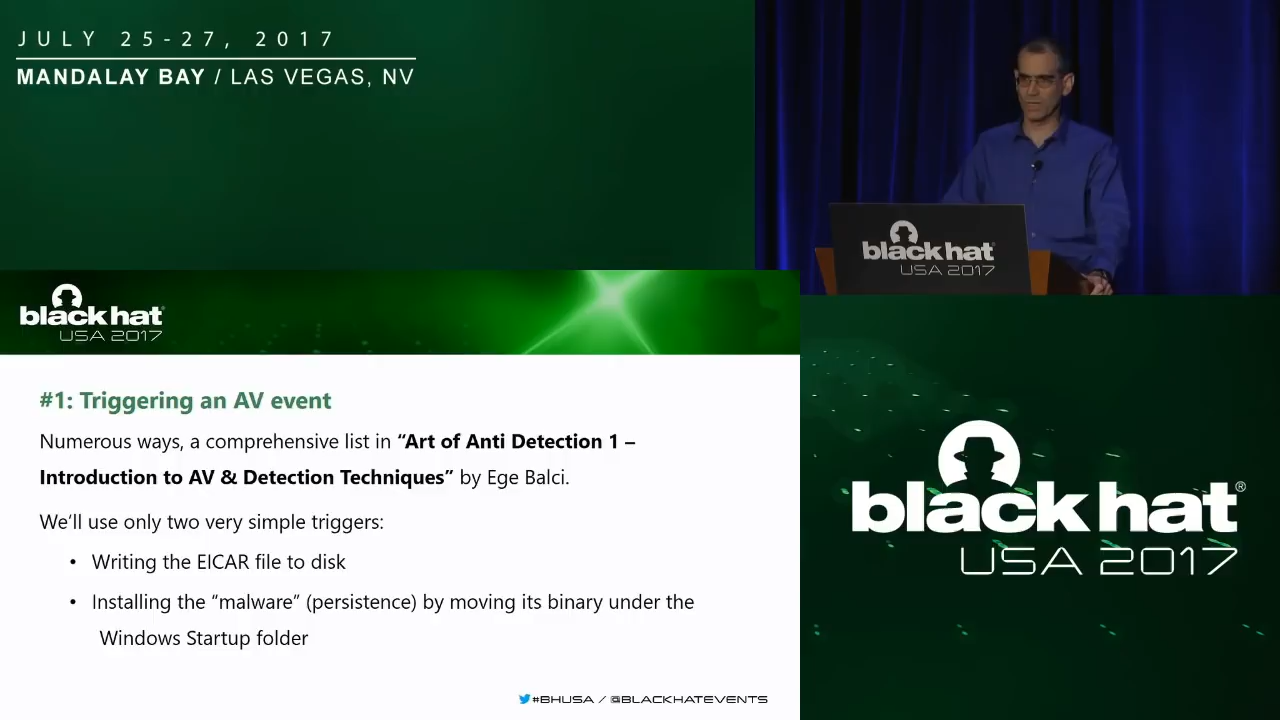 JULY 25-27, 2017
MANDALAY BAY / LAS VEGAS, NV
black hat
USA 2017
black hat
USA 2017
#1: Triggering an AV event
Numerous ways, a comprehensive list in “Art of Anti Detection 1 –
Introduction to AV & Detection Techniques” by Ege Balci.
We’ll use only two very simple triggers:
• Writing the EICAR file to disk
• Installing the “malware” (persistence) by moving its binary under the
Windows Startup folder
#BHUSA / @BLACKHATEVENTS
black hat®
USA 2017